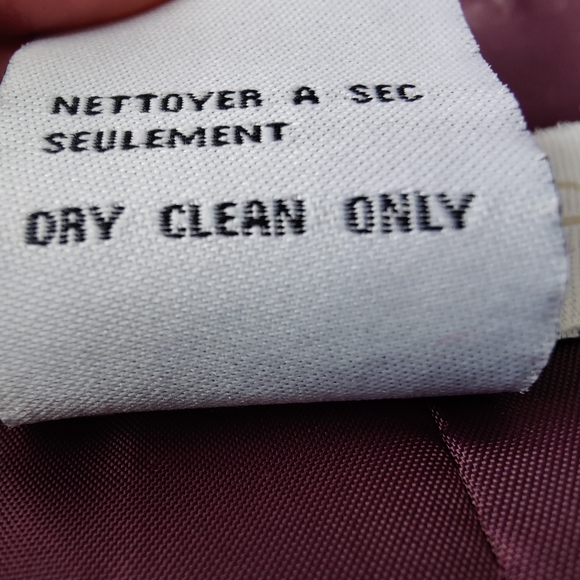 NETTOYER A SEC
SEULEMENT
DRY CLEAN ONLY